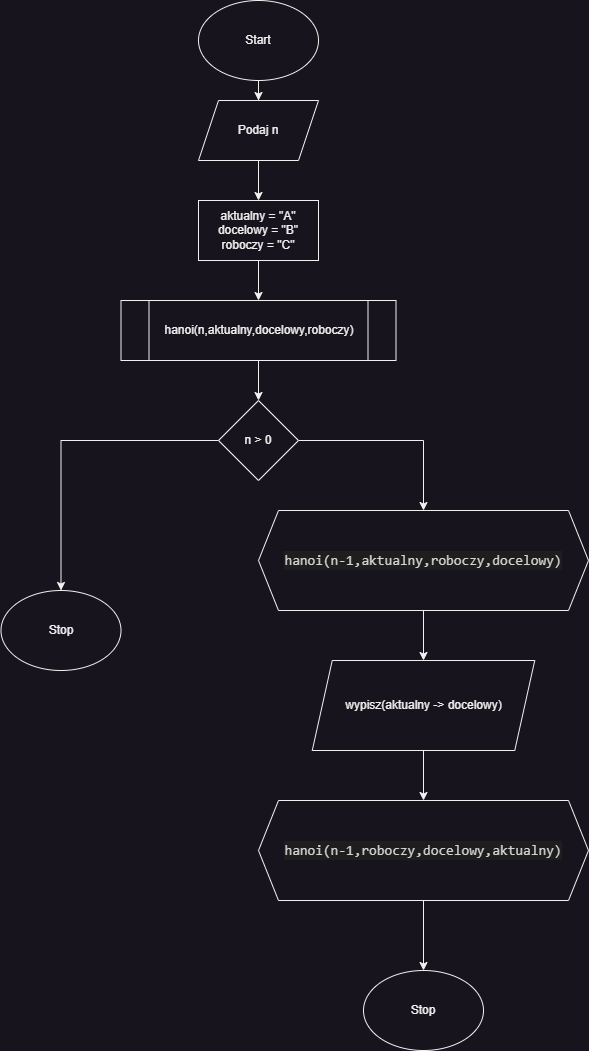 Start
Podaj n
aktualny = "A"
docelowy = "B"
roboczy = "C"
hanoi(n,aktualny,docelowy,roboczy)
n > 0
hanoi(n-1,aktualny,roboczy,docelowy)
Stop
wypisz(aktualny -> docelowy)
hanoi(n-1,roboczy,docelowy,aktualny)
Stop